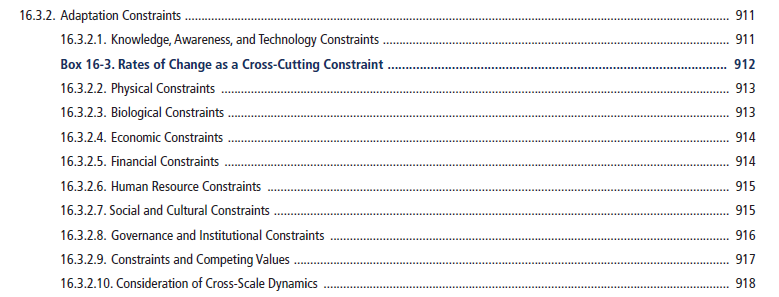 16.3.2. Adaptation Constraints ........................................ 911
16.3.2.1. Knowledge, Awareness, and Technology Constraints ........................................ 911
Box 16-3. Rates of Change as a Cross-Cutting Constraint ........................................ 912
16.3.2.2. Physical Constraints ........................................ 913
16.3.2.3. Biological Constraints ........................................ 913
16.3.2.4. Economic Constraints ........................................ 914
16.3.2.5. Financial Constraints ........................................ 914
16.3.2.6. Human Resource Constraints ........................................ 915
16.3.2.7. Social and Cultural Constraints ........................................ 915
16.3.2.8. Governance and Institutional Constraints ........................................ 916
16.3.2.9. Constraints and Competing Values ........................................ 917
16.3.2.10. Consideration of Cross-Scale Dynamics ........................................ 918